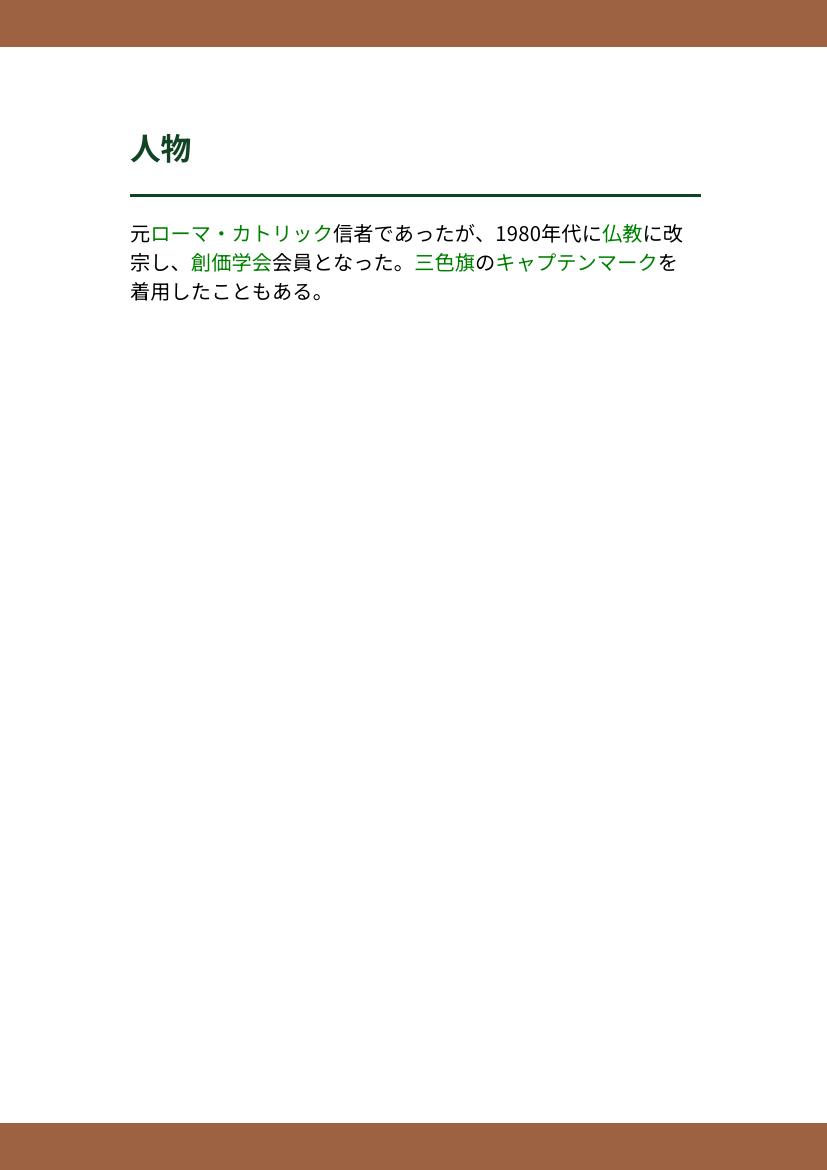 人物
元ローマ・カトリック信者であったが、1980年代に仏教に改
宗し、創価学会会員となった。三色旗のキャプテンマークを
着用したこともある。